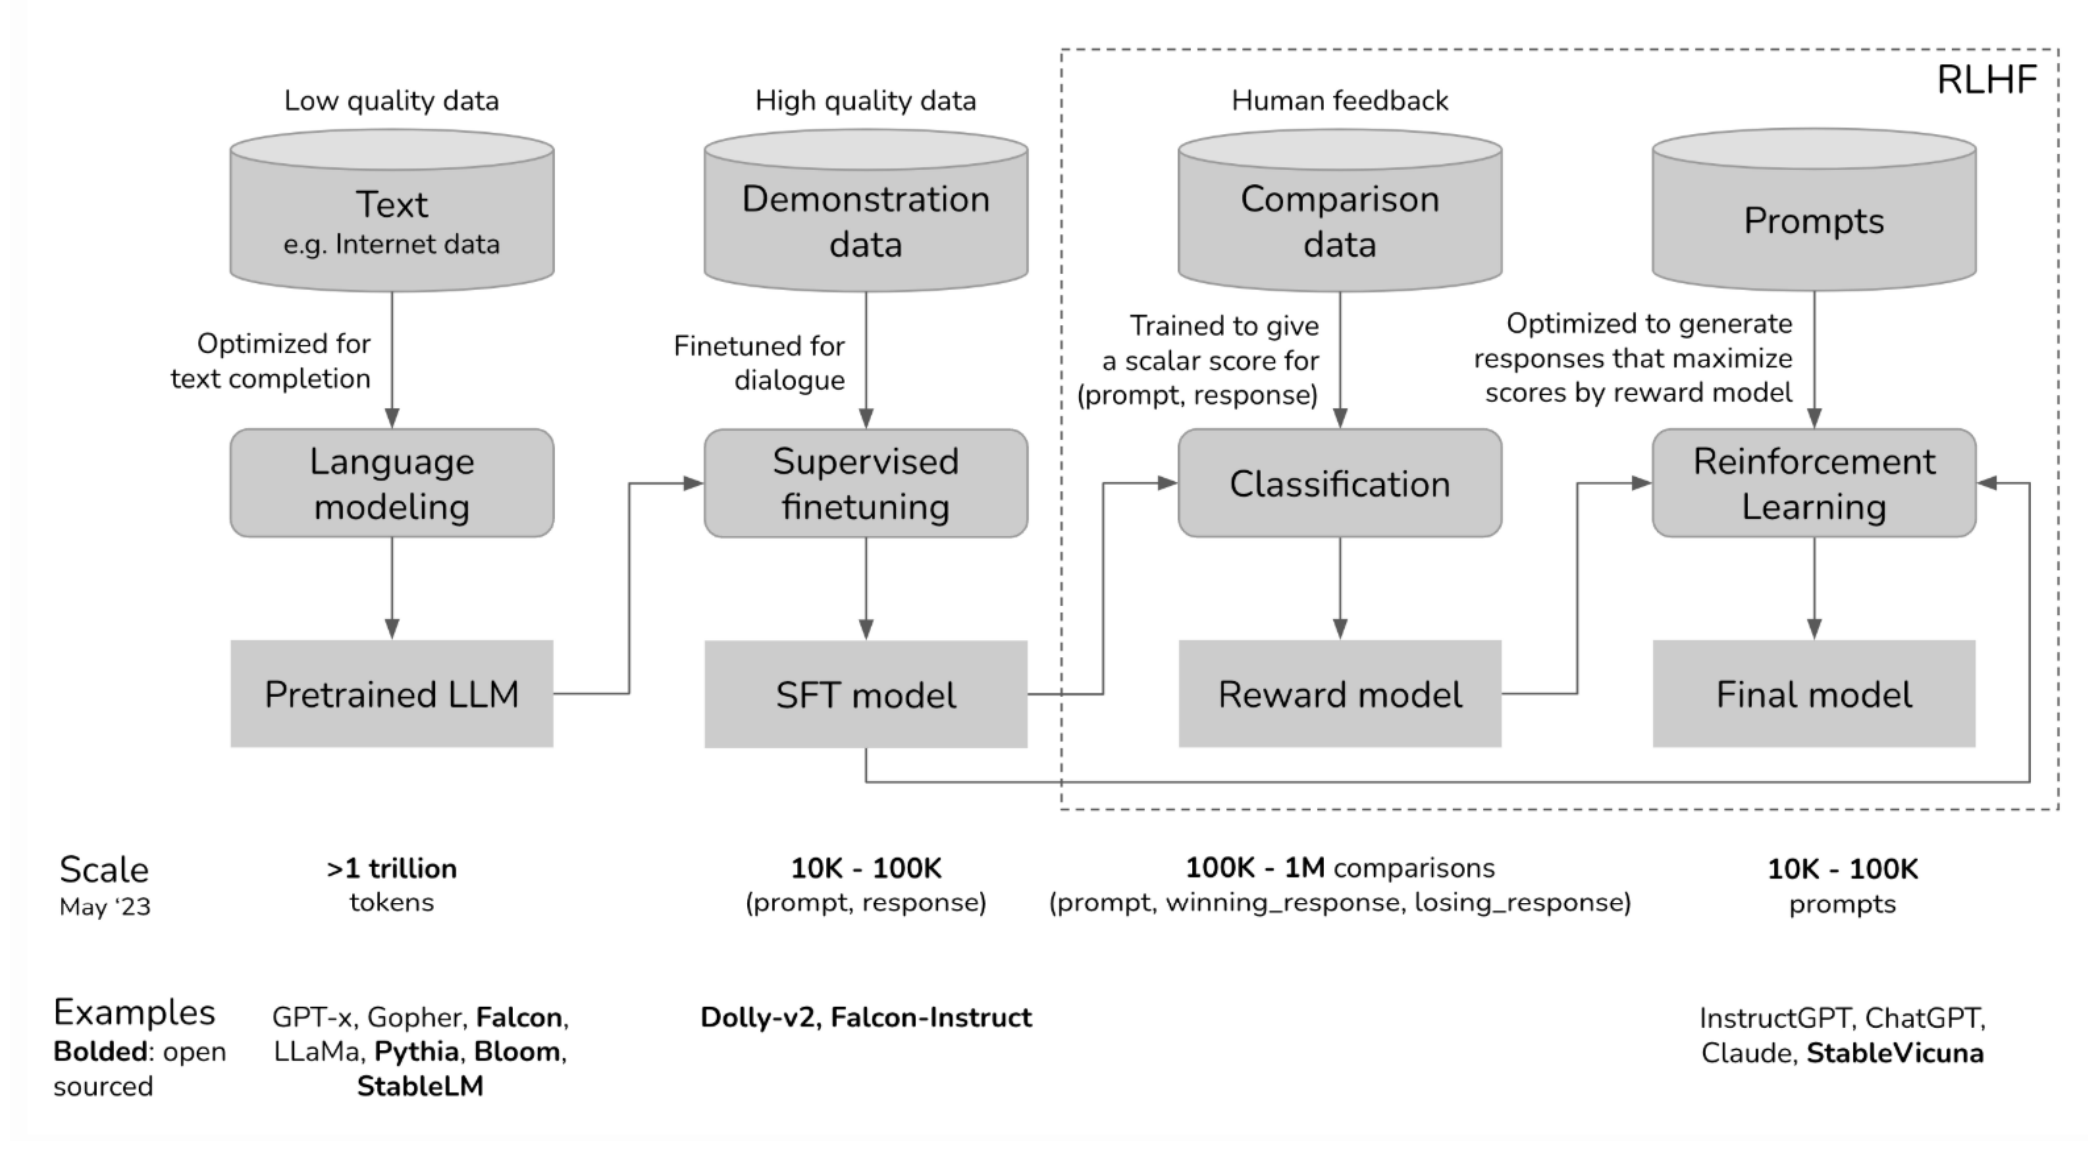 RLHF
Low quality data
High quality data
Human feedback
Text
e.g. Internet data
Demonstration
data
Comparison
data
Prompts
Optimized for
text completion
Finetuned for
dialogue
Trained to give
a scalar score for
(prompt, response)
Optimized to generate
responses that maximize
scores by reward model
Language
modeling
Supervised
finetuning
Classification
Reinforcement
Learning
Pretrained LLM
SFT model
Reward model
Final model
Scale
May ‘23
>1 trillion
tokens
10K - 100K
(prompt, response)
100K - 1M comparisons
(prompt, winning_response, losing_response)
10K - 100K
prompts
Examples
Bolded: open
sourced
GPT-x, Gopher, Falcon,
LLaMa, Pythia, Bloom,
StableLM
Dolly-v2, Falcon-Instruct
InstructGPT, ChatGPT,
Claude, StableVicuna